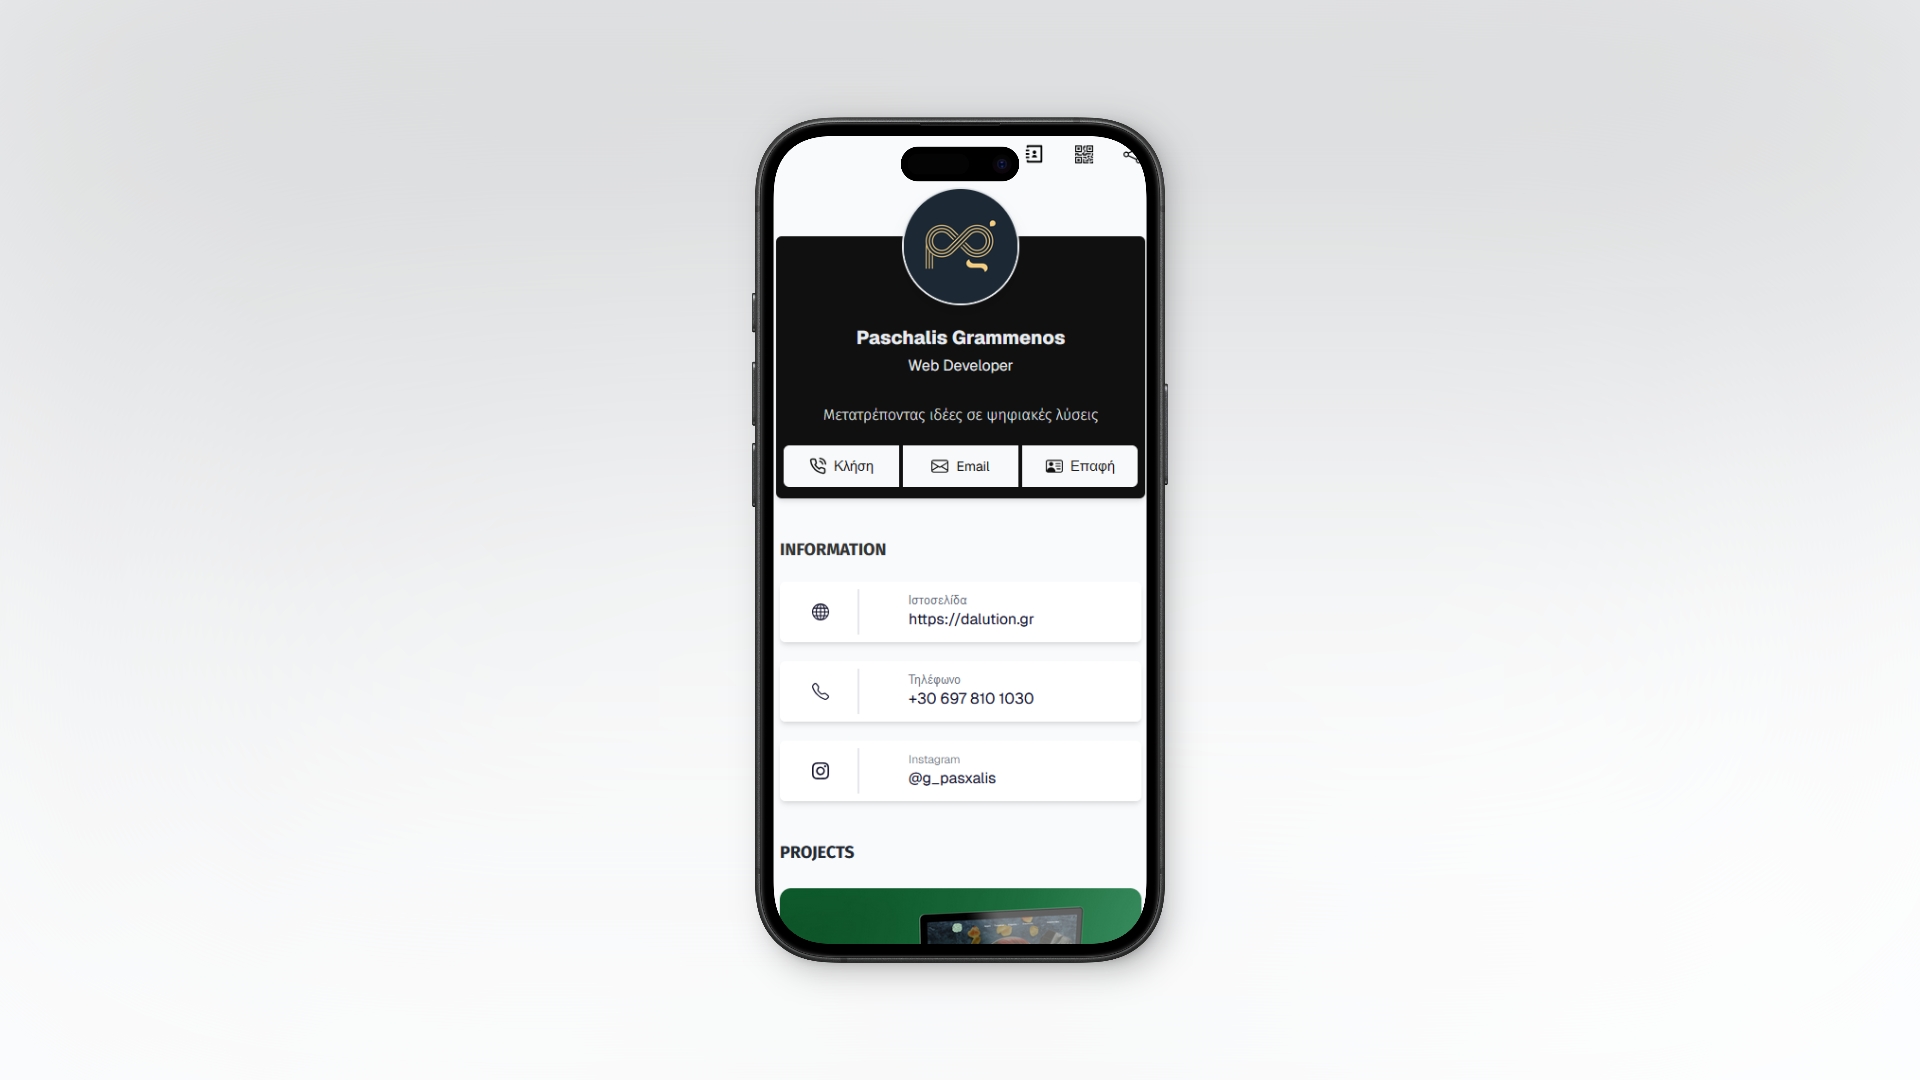 pg
Paschalis Grammenos
Web Developer
Μετατρέποντας ιδέες σε ψηφιακές λύσεις
Κλήση
Email
Επαφή
INFORMATION
Ιστοσελίδα
https://dalution.gr
Τηλέφωνο
+30 697 810 1030
Instagram
@g_pasxalis
PROJECTS